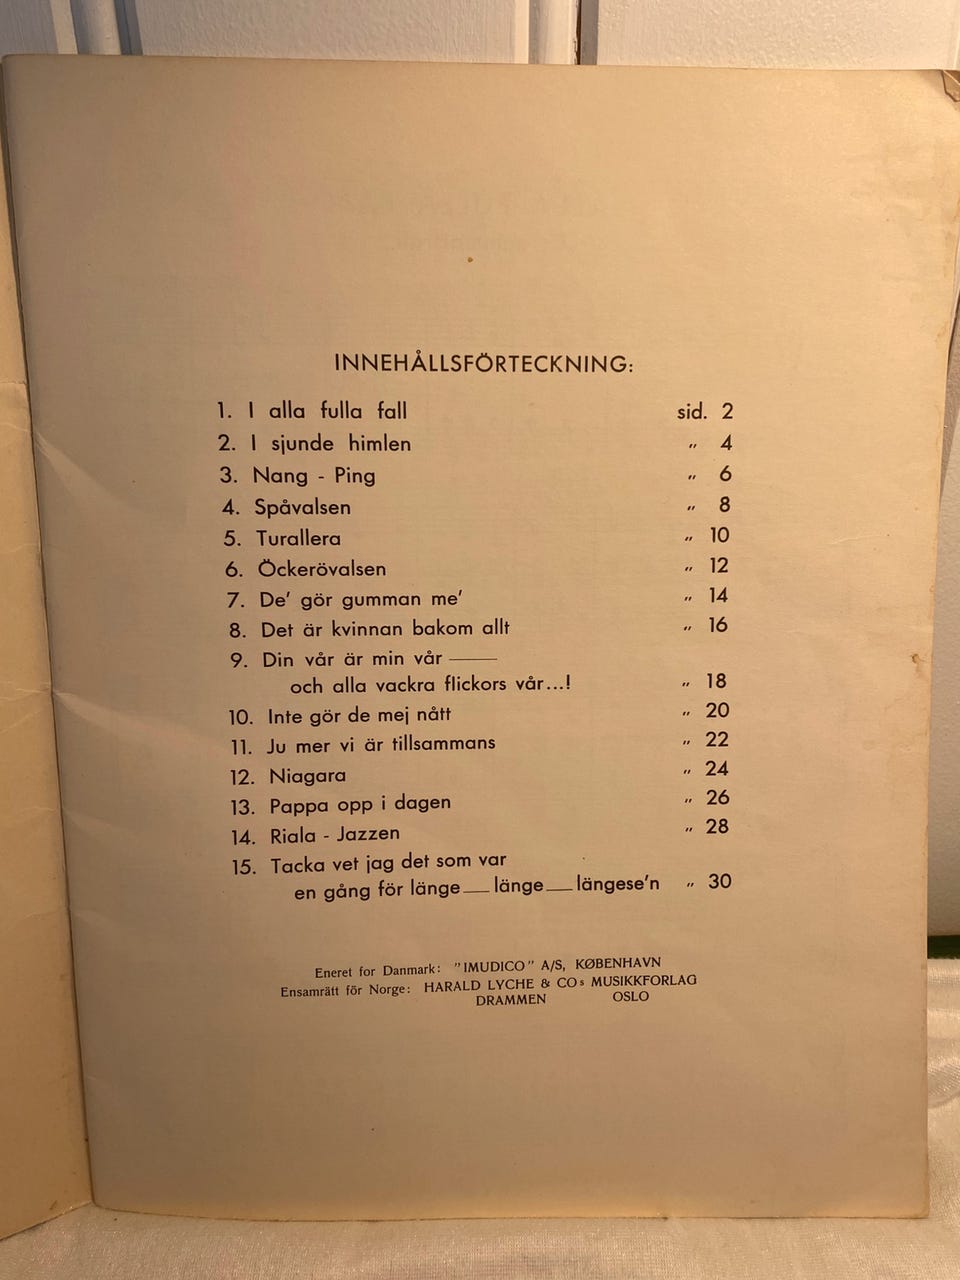 INNEHÅLLSFÖRTECKNING:
1. I alla fulla fall sid. 2
2. I sjunde himlen „ 4
3. Nang - Ping „ 6
4. Spåvalsen „ 8
5. Turallera „ 10
6. Öckerövalsen „ 12
7. De' gör gumman me' „ 14
8. Det är kvinnan bakom allt „ 16
9. Din vår är min vår ——
och alla vackra flickors vår...! „ 18
10. Inte gör de mej nått „ 20
11. Ju mer vi är tillsammans „ 22
12. Niagara „ 24
13. Pappa opp i dagen „ 26
14. Riala - Jazzen „ 28
15. Tacka vet jag det som var
en gång för länge — länge — längese'n „ 30
Eneret for Danmark: "IMUDICO" A/S, KØBENHAVN
Ensamrätt för Norge: HARALD LYCHE & COs MUSIKKFORLAG
DRAMMEN OSLO